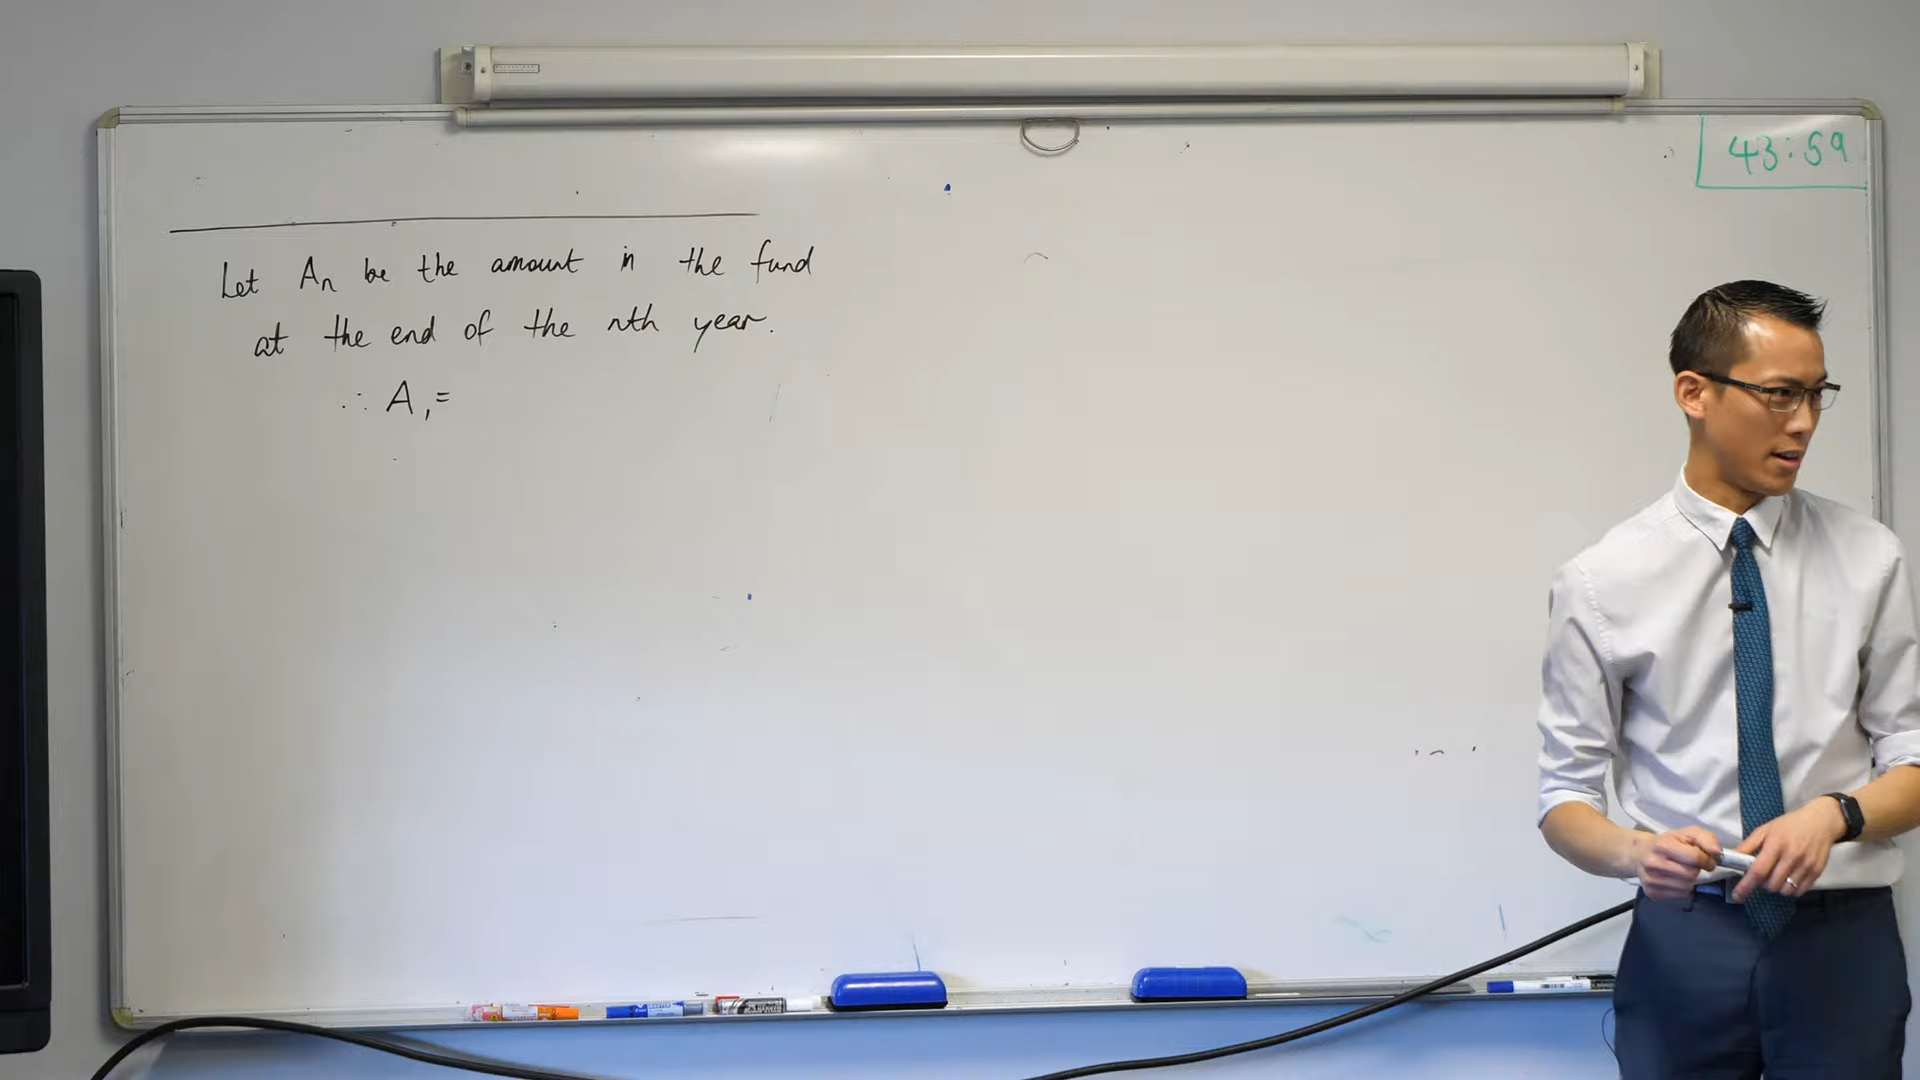 43:59
Let An be the amount in the fund
at the end of the nth year.
∴ A₁=